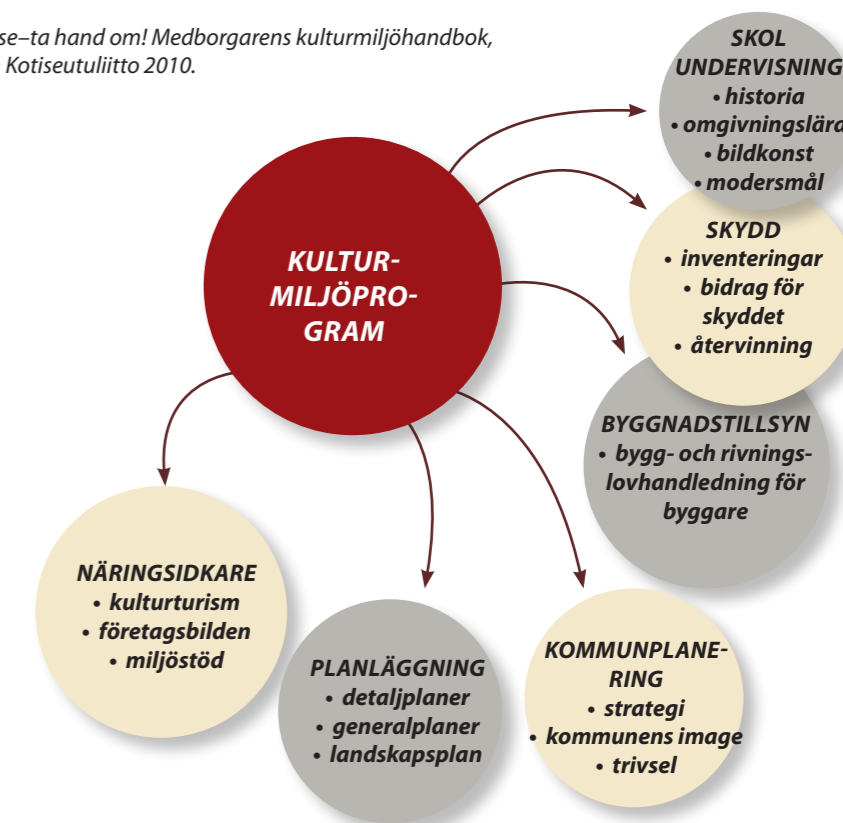 se–ta hand om! Medborgarens kulturmiljöhandbok,
Kotiseutuliitto 2010.
SKOL
UNDERVISNING
• historia
• omgivningslära
• bildkonst
• modersmål
SKYDD
• inventeringar
• bidrag för
skyddet
• återvinning
KULTUR-
MILJÖPRO-
GRAM
BYGGNADSTILLSYN
• bygg- och rivnings-
lovhandledning för
byggare
NÄRINGSIDKARE
• kulturturism
• företagsbilden
• miljöstöd
PLANLÄGGNING
• detaljplaner
• generalplaner
• landskapsplan
KOMMUNPLANE-
RING
• strategi
• kommunens image
• trivsel